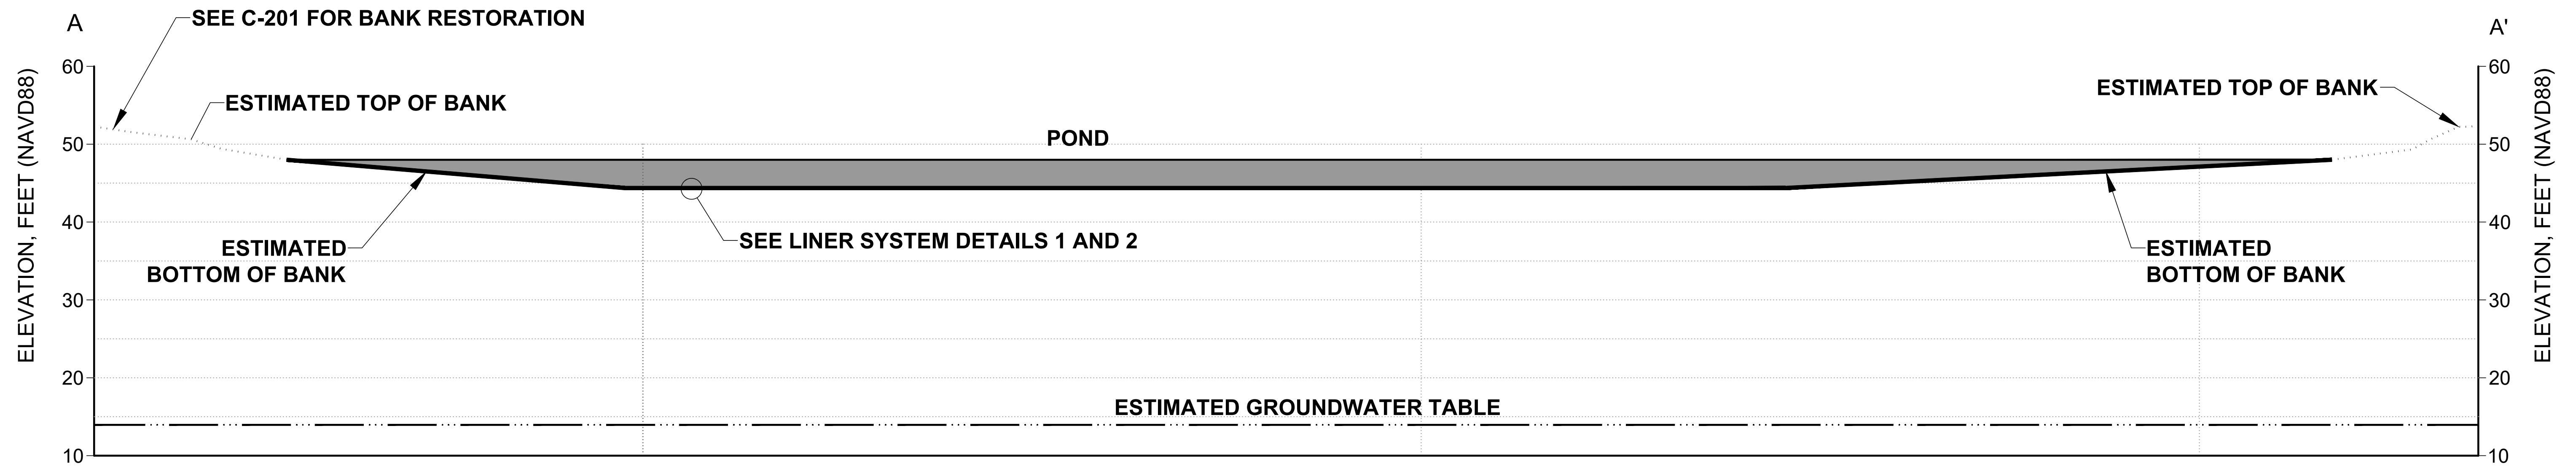 A
SEE C-201 FOR BANK RESTORATION
A'
ELEVATION, FEET (NAVD88)
60
50
40
30
20
10
ESTIMATED TOP OF BANK
POND
ESTIMATED TOP OF BANK
ESTIMATED
BOTTOM OF BANK
SEE LINER SYSTEM DETAILS 1 AND 2
ESTIMATED
BOTTOM OF BANK
ESTIMATED GROUNDWATER TABLE
60
50
40
30
20
10
ELEVATION, FEET (NAVD88)